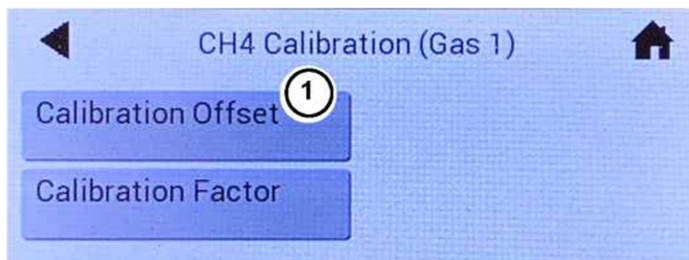 CH4 Calibration (Gas 1)
1
Calibration Offset
Calibration Factor